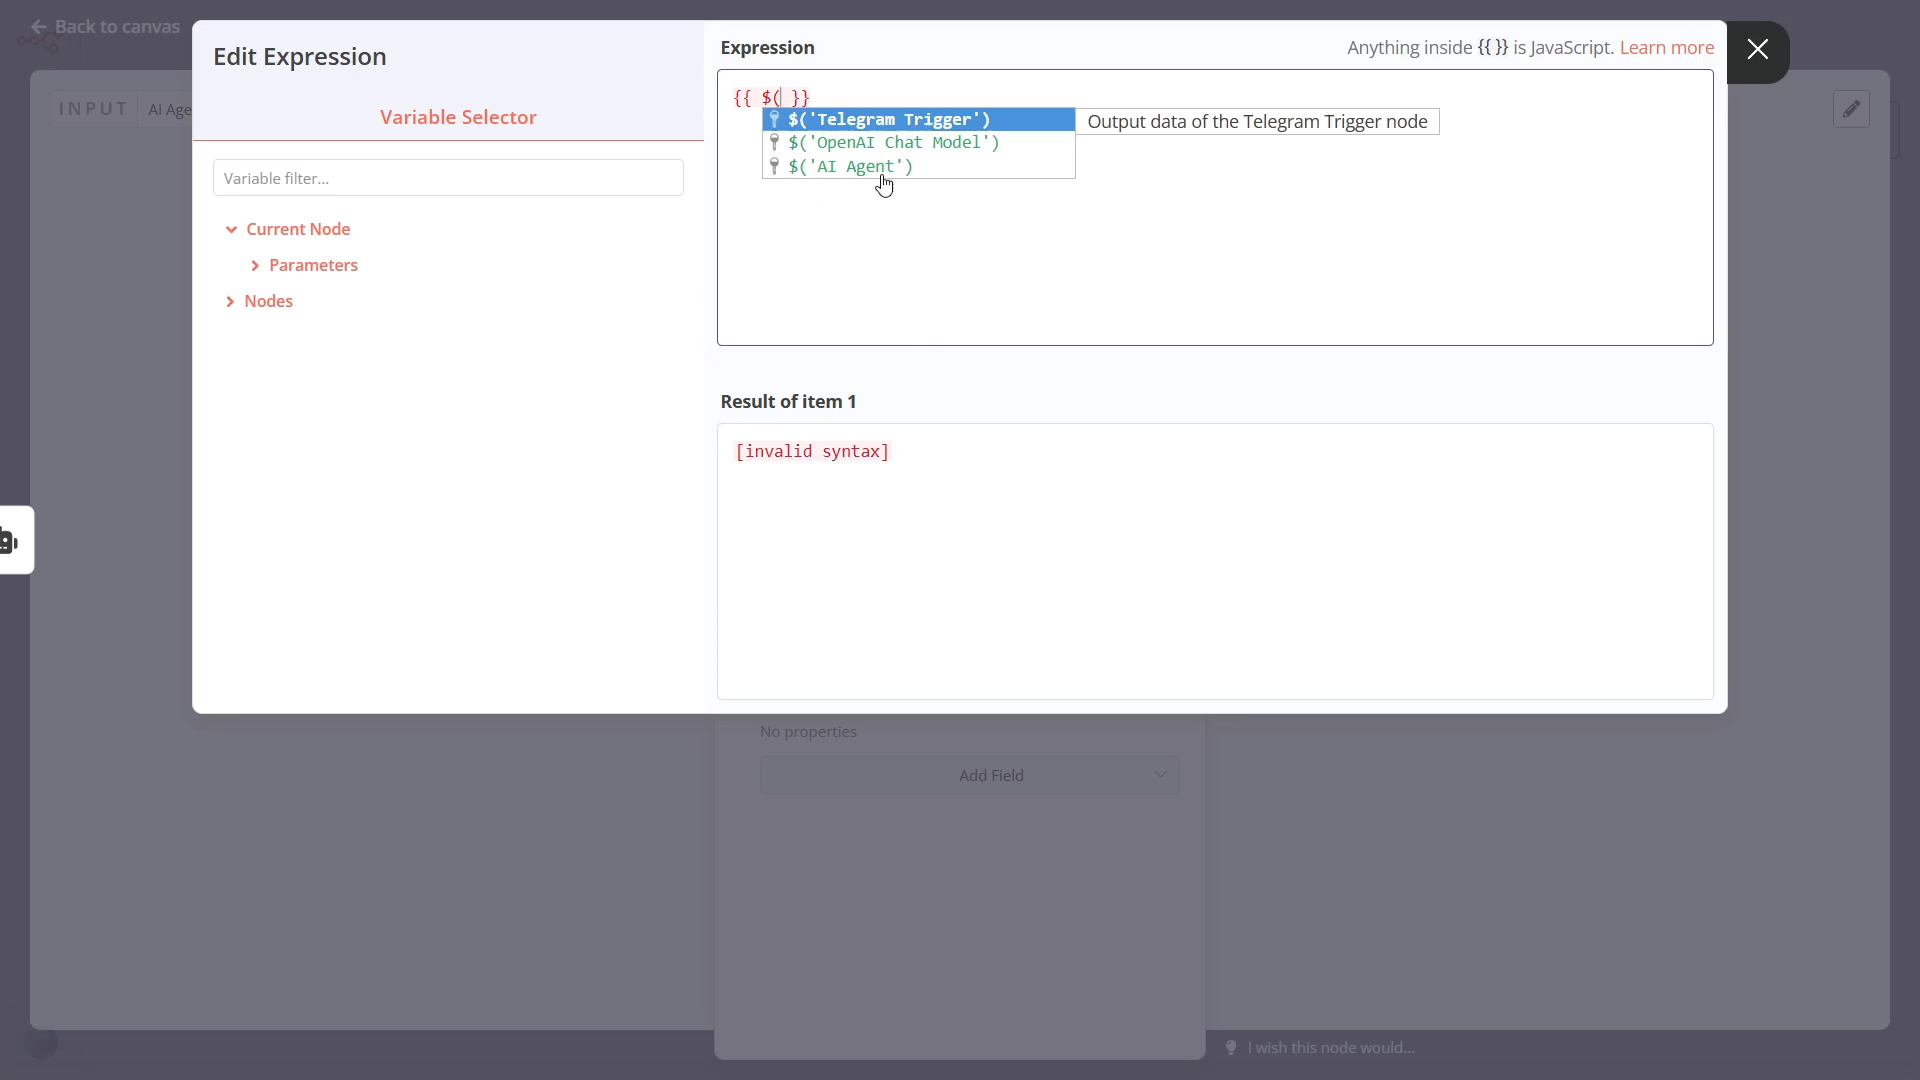 Back to canvas
INPUT AI Age
Edit Expression
Variable Selector
Variable filter...
Current Node
Parameters
Nodes
Expression
Anything inside {{ }} is JavaScript. Learn more
{{ $( }}
$('Telegram Trigger')
Output data of the Telegram Trigger node
$('OpenAI Chat Model')
$('AI Agent')
Result of item 1
[invalid syntax]
No properties
Add Field
I wish this node would...